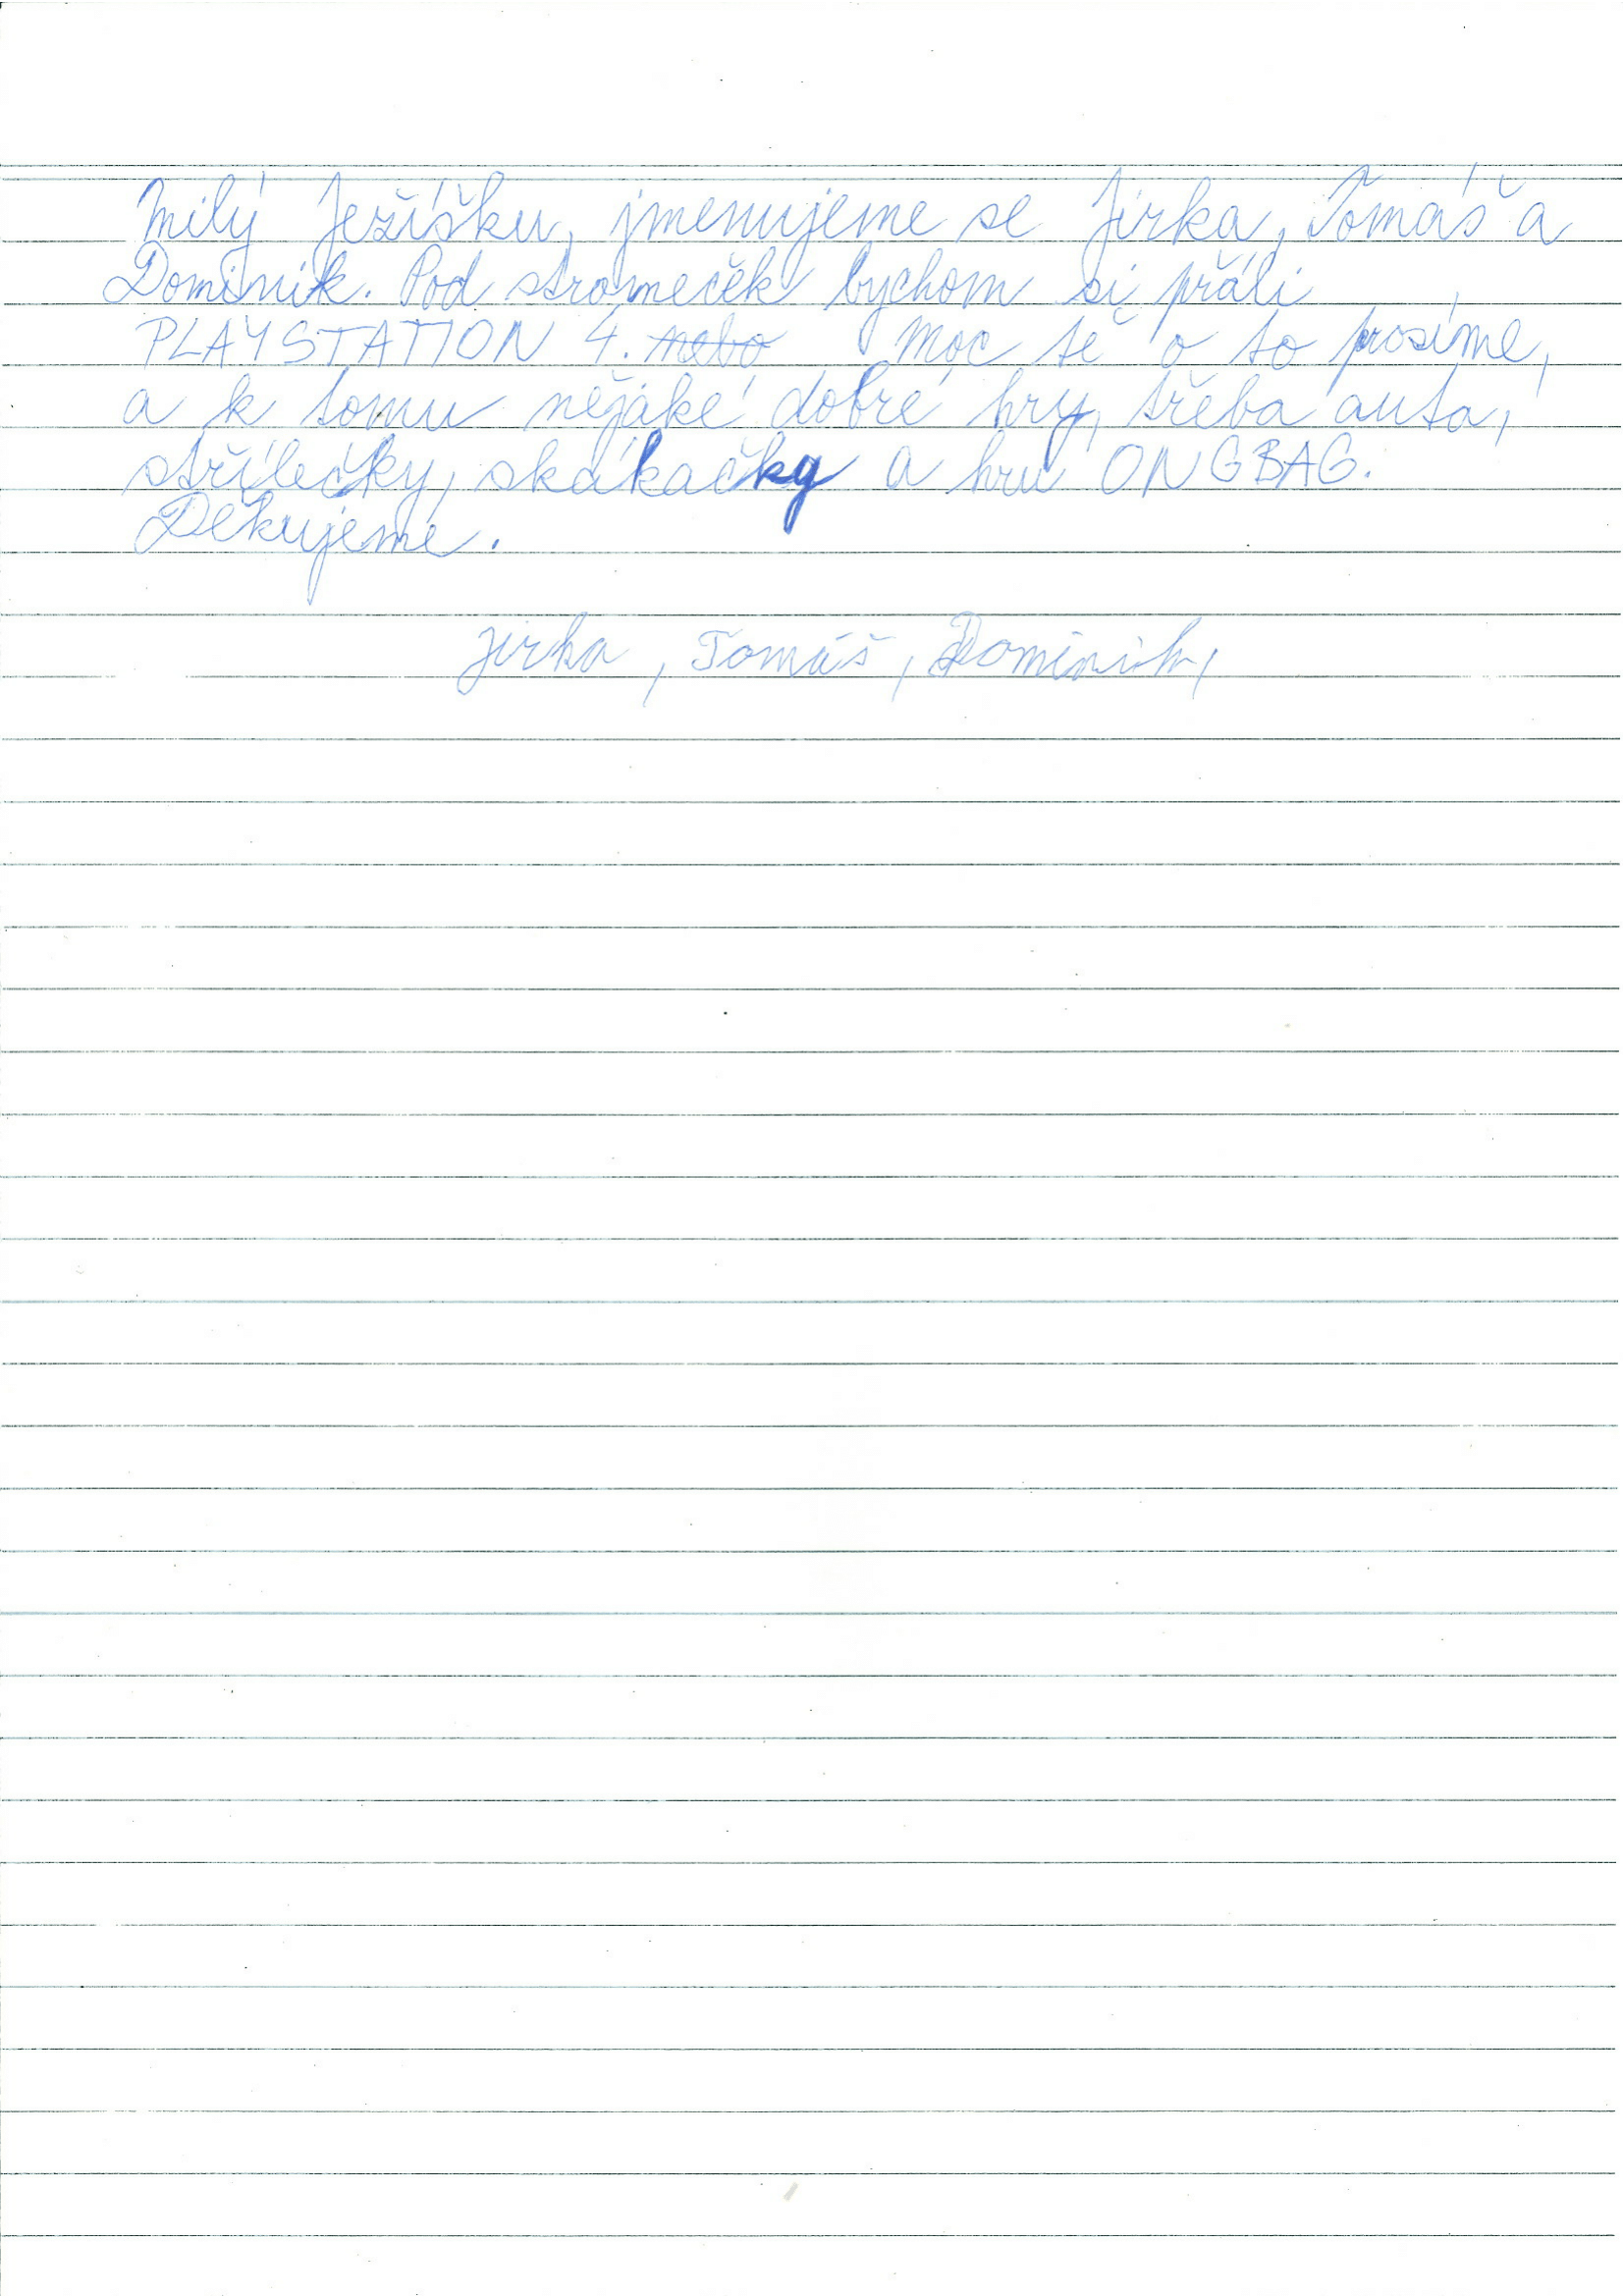 Milý Ježíšku, jmenujeme se Jirka, Tomáš a
Dominik. Pod stromeček bychom si přáli
PLAYSTATION 4. nebo Moc tě o to prosíme,
a k tomu nějaké dobré hry, třeba auta,
střílečky, skákačky a hru ONGBAG.
Děkujeme.
Jirka, Tomáš, Dominik,